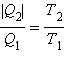 |Q₂|/Q₁ = T₂/T₁